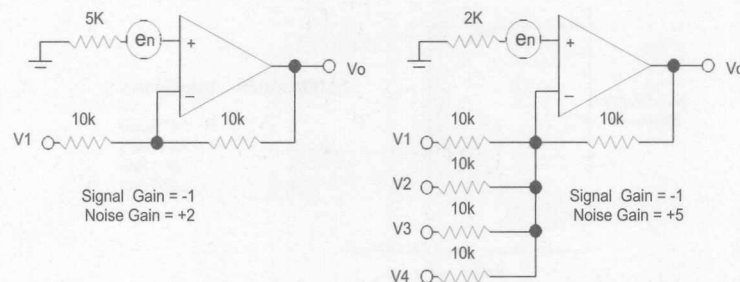 5K
en
+
−
Vo
10k
10k
V1
Signal Gain = -1
Noise Gain = +2
2K
en
+
−
Vo
10k
10k
V1
10k
V2
10k
V3
10k
V4
Signal Gain = -1
Noise Gain = +5